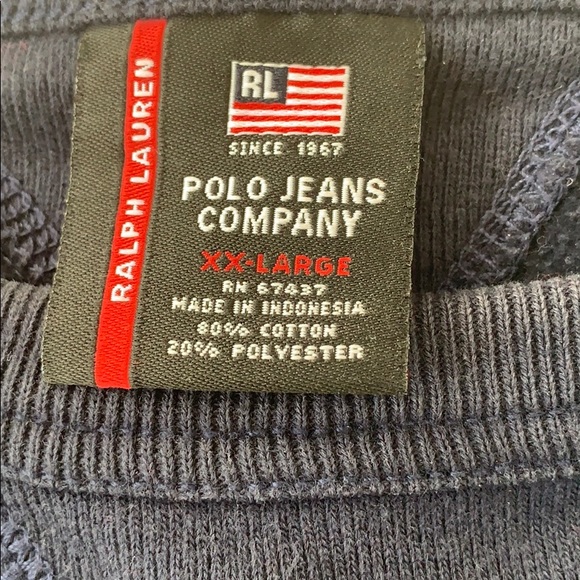 RALPH LAUREN
RL
SINCE 1967
POLO JEANS
COMPANY
XX-LARGE
RN 67437
MADE IN INDONESIA
80% COTTON
20% POLYESTER